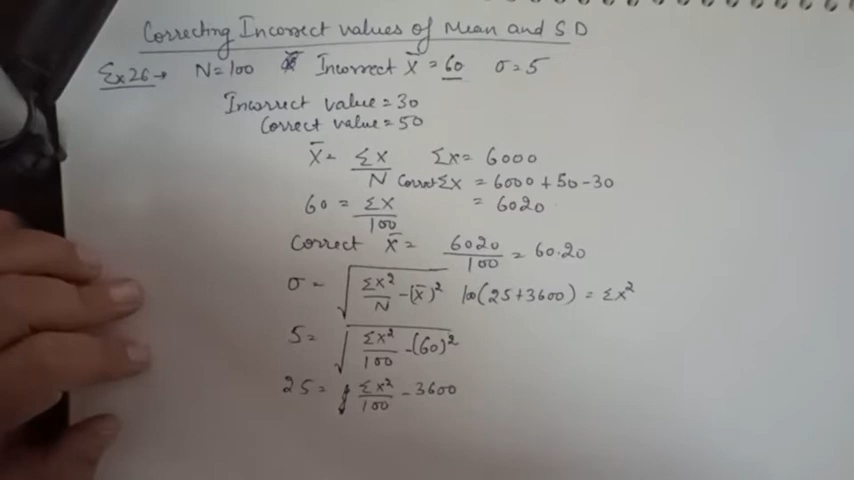 Correcting Incorrect values of Mean and S D
Ex26→ N=100 Incorrect X̄ = 60 σ=5
Incorrect value = 30
Correct value = 50
X̄ = ΣX/N ΣX = 6000
Correct ΣX = 6000 + 50 - 30
60 = ΣX/100 = 6020
Correct X̄ = 6020/100 = 60.20
σ = √(ΣX²/N - (X̄)²) 100(25+3600) = ΣX²
5 = √(ΣX²/100 - (60)²)
25 = ΣX²/100 - 3600